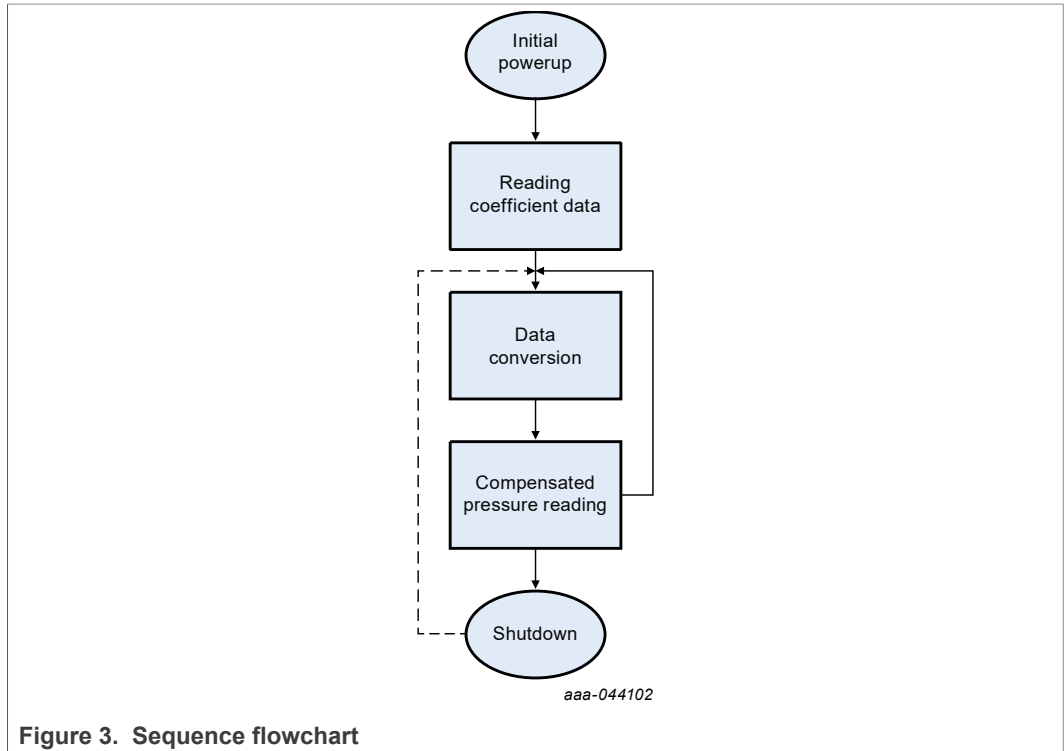 Initial
powerup
Reading
coefficient data
Data
conversion
Compensated
pressure reading
Shutdown
aaa-044102
Figure 3. Sequence flowchart